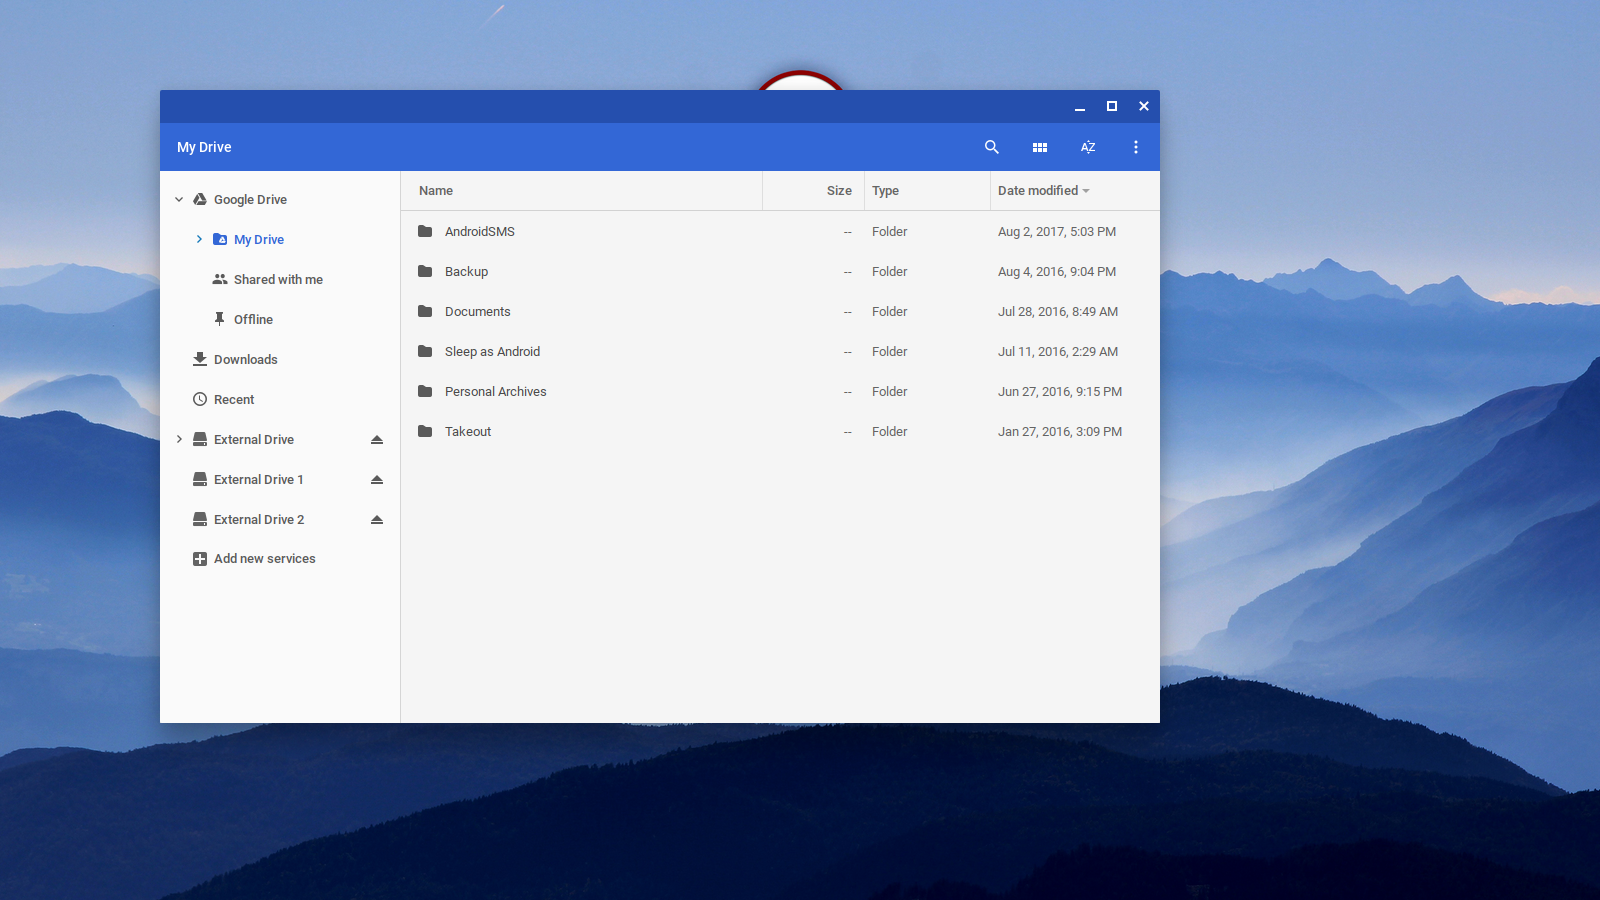 My Drive
AZ
Google Drive
My Drive
Shared with me
Offline
Downloads
Recent
External Drive
External Drive 1
External Drive 2
Add new services
Name Size Type Date modified
AndroidSMS -- Folder Aug 2, 2017, 5:03 PM
Backup -- Folder Aug 4, 2016, 9:04 PM
Documents -- Folder Jul 28, 2016, 8:49 AM
Sleep as Android -- Folder Jul 11, 2016, 2:29 AM
Personal Archives -- Folder Jun 27, 2016, 9:15 PM
Takeout -- Folder Jan 27, 2016, 3:09 PM